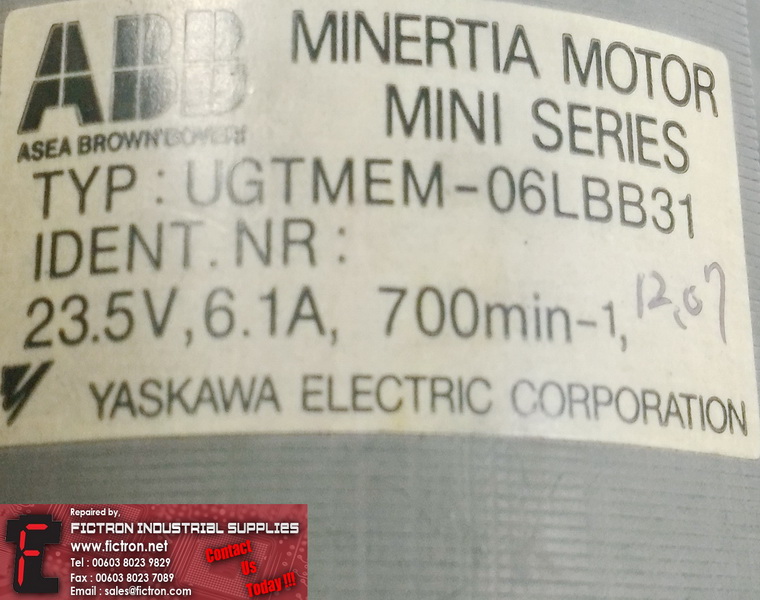 ABB MINERTIA MOTOR
MINI SERIES
ASEA BROWN BOVERI
TYP: UGTMEM-06LBB31
IDENT. NR:
23.5V, 6.1A, 700min-1, 12,07
YASKAWA ELECTRIC CORPORATION
Repaired by,
FICTRON INDUSTRIAL SUPPLIES
www.fictron.net
Tel : 00603 8023 9829
Fax : 00603 8023 7089
Email : sales@fictron.com
Contact
Us
Today !!!